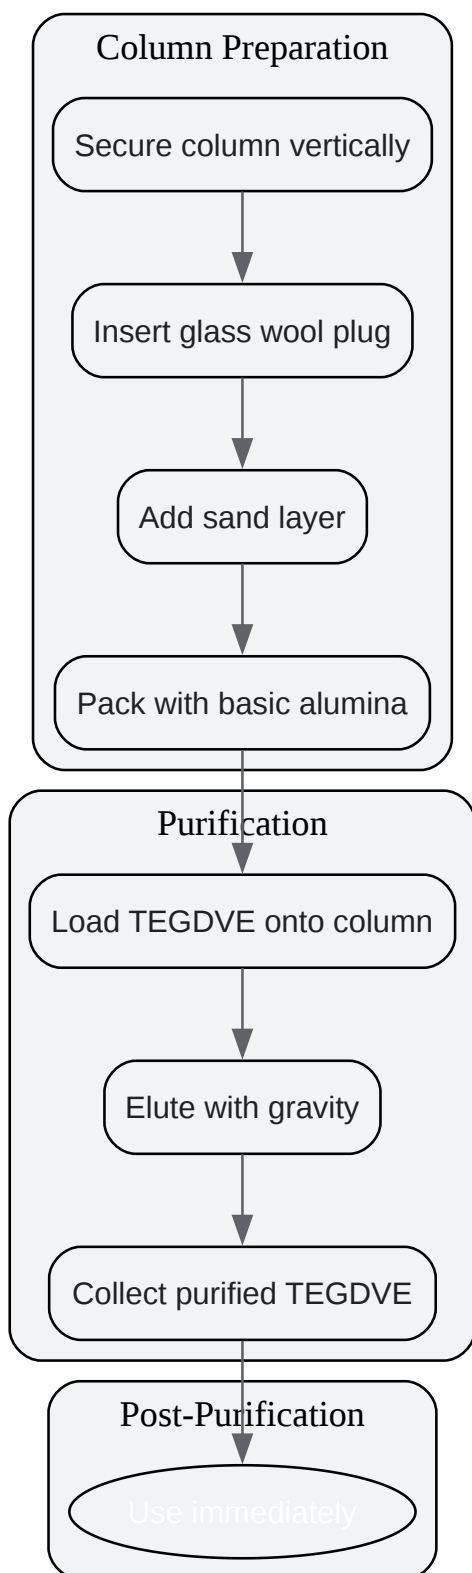 Column Preparation
Secure column vertically
Insert glass wool plug
Add sand layer
Pack with basic alumina
Purification
Load TEGDVE onto column
Elute with gravity
Collect purified TEGDVE
Post-Purification
Use immediately